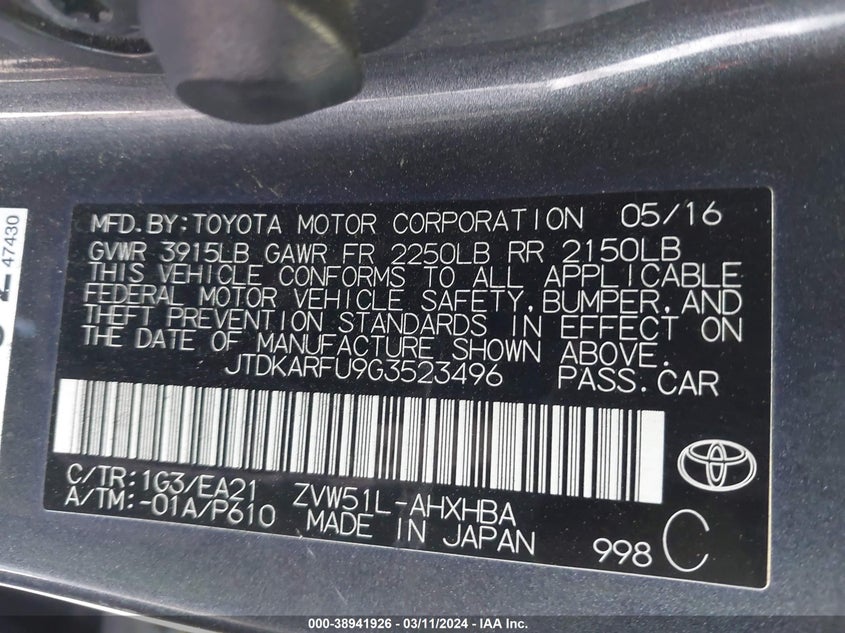 MFD.BY:TOYOTA MOTOR CORPORATION 05/16
GVWR 3915LB GAWR FR 2250LB RR 2150LB
THIS VEHICLE CONFORMS TO ALL APPLICABLE
FEDERAL MOTOR VEHICLE SAFETY,BUMPER,AND
THEFT PREVENTION STANDARDS IN EFFECT ON
THE DATE OF MANUFACTURE SHOWN ABOVE.
JTDKARFU9G3523496 PASS.CAR
C/TR:1G3/EA21 ZVW51L-AHXHBA
A/TM:-01A/P610 MADE IN JAPAN
998 C
47430
000-38941926 - 03/11/2024 - IAAI.COM